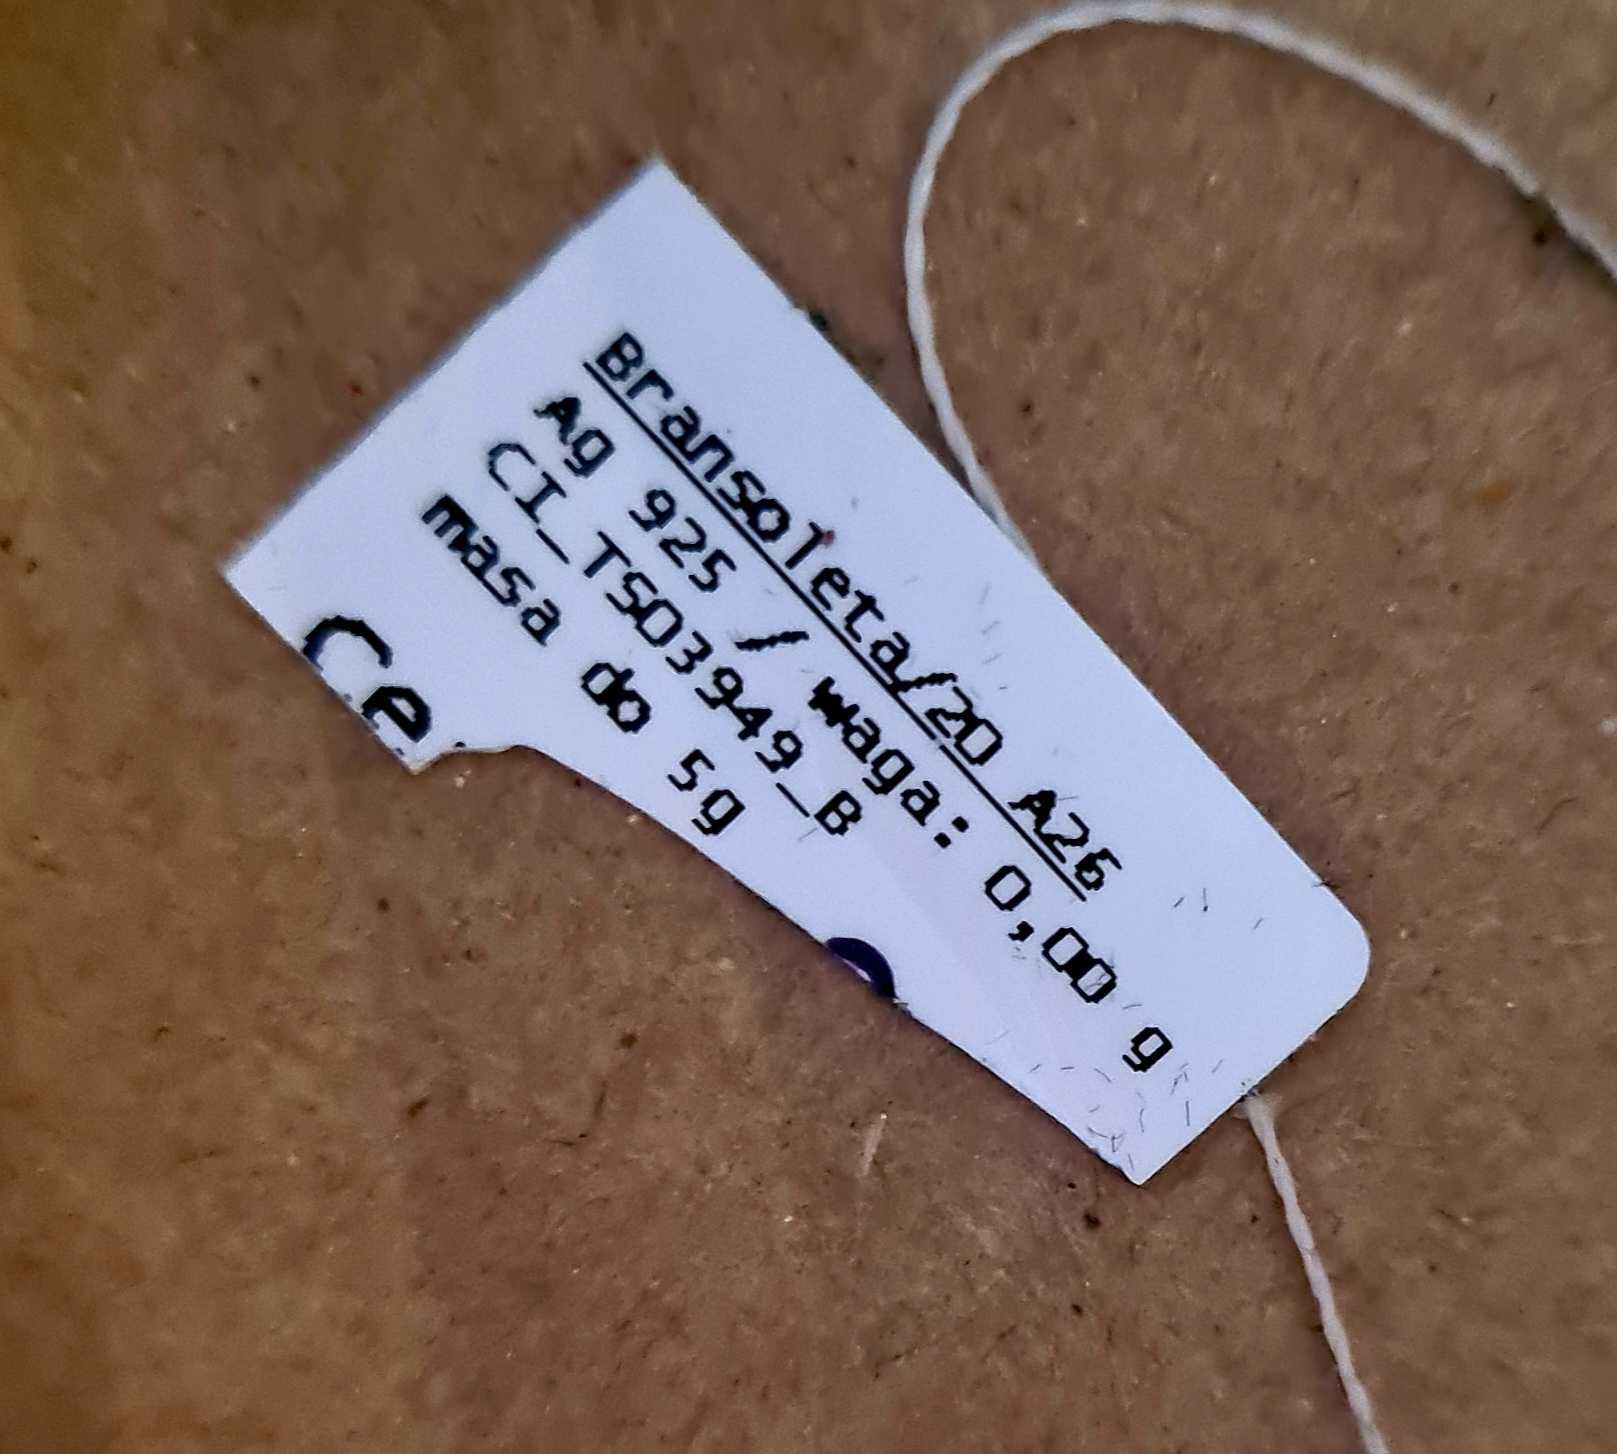 Bransoleta/20 A26
Ag 925 / waga: 0,00 g
CI_TS03949_B
masa do 5g
Ce